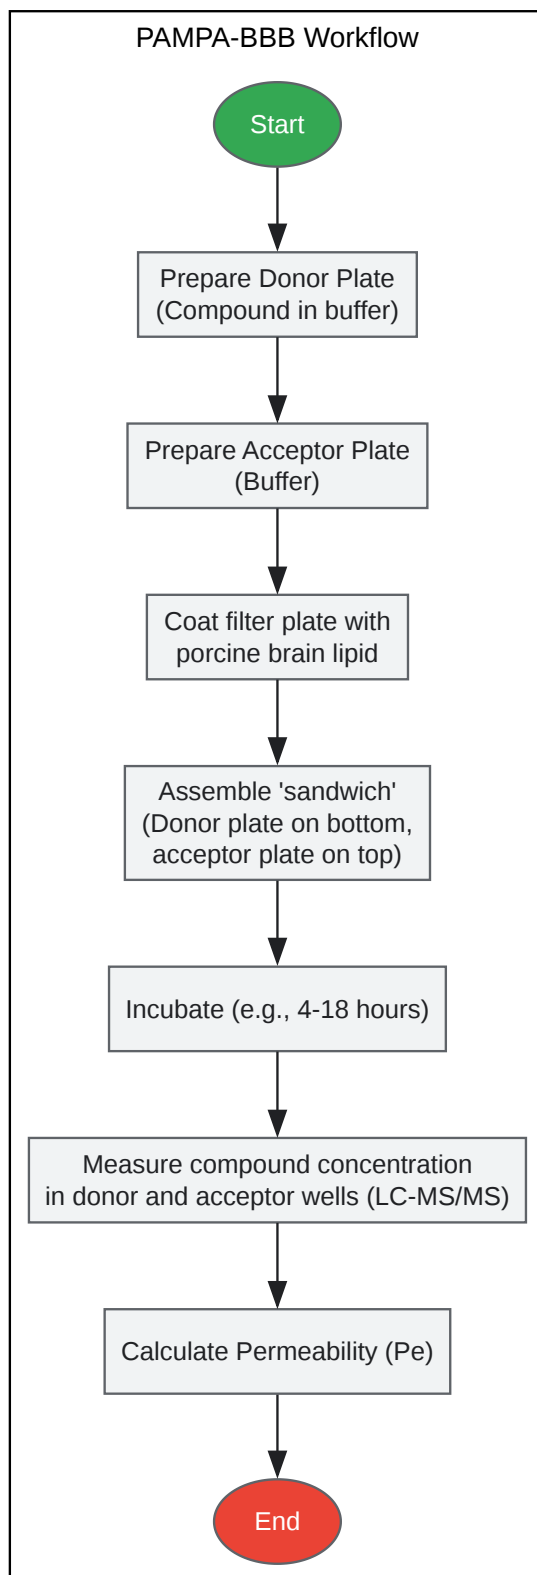 PAMPA-BBB Workflow
Start
Prepare Donor Plate
(Compound in buffer)
Prepare Acceptor Plate
(Buffer)
Coat filter plate with
porcine brain lipid
Assemble 'sandwich'
(Donor plate on bottom,
acceptor plate on top)
Incubate (e.g., 4-18 hours)
Measure compound concentration
in donor and acceptor wells (LC-MS/MS)
Calculate Permeability (Pe)
End